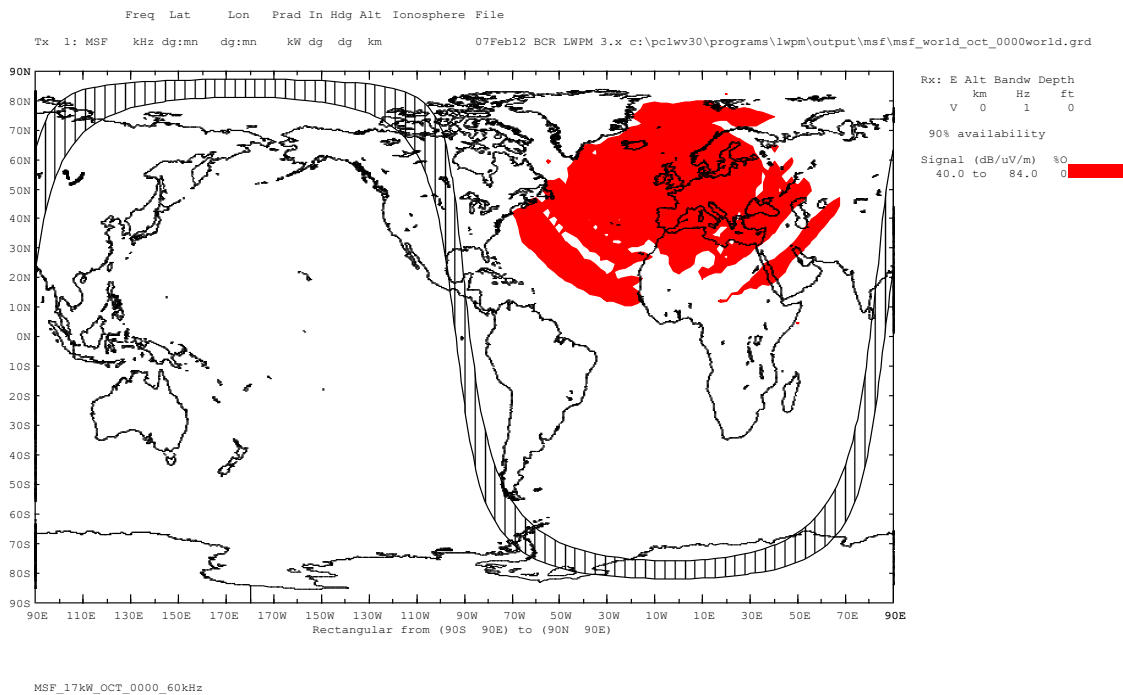 Freq Lat Lon Prad In Hdg Alt Ionosphere File
Tx 1: MSF kHz dg:mn dg:mn kW dg dg km 07Feb12 BCR LWPM 3.x c:\pclwv30\programs\lwpm\output\msf\msf_world_oct_0000world.grd
Rx: E Alt Bandw Depth
km Hz ft
V 0 1 0
90% availability
Signal (dB/uV/m) %O
40.0 to 84.0 0
90N
80N
70N
60N
50N
40N
30N
20N
10N
0N
10S
20S
30S
40S
50S
60S
70S
80S
90S
90E 110E 130E 150E 170E 170W 150W 130W 110W 90W 70W 50W 30W 10W 10E 30E 50E 70E 90E
Rectangular from (90S 90E) to (90N 90E)
MSF_17kW_OCT_0000_60kHz